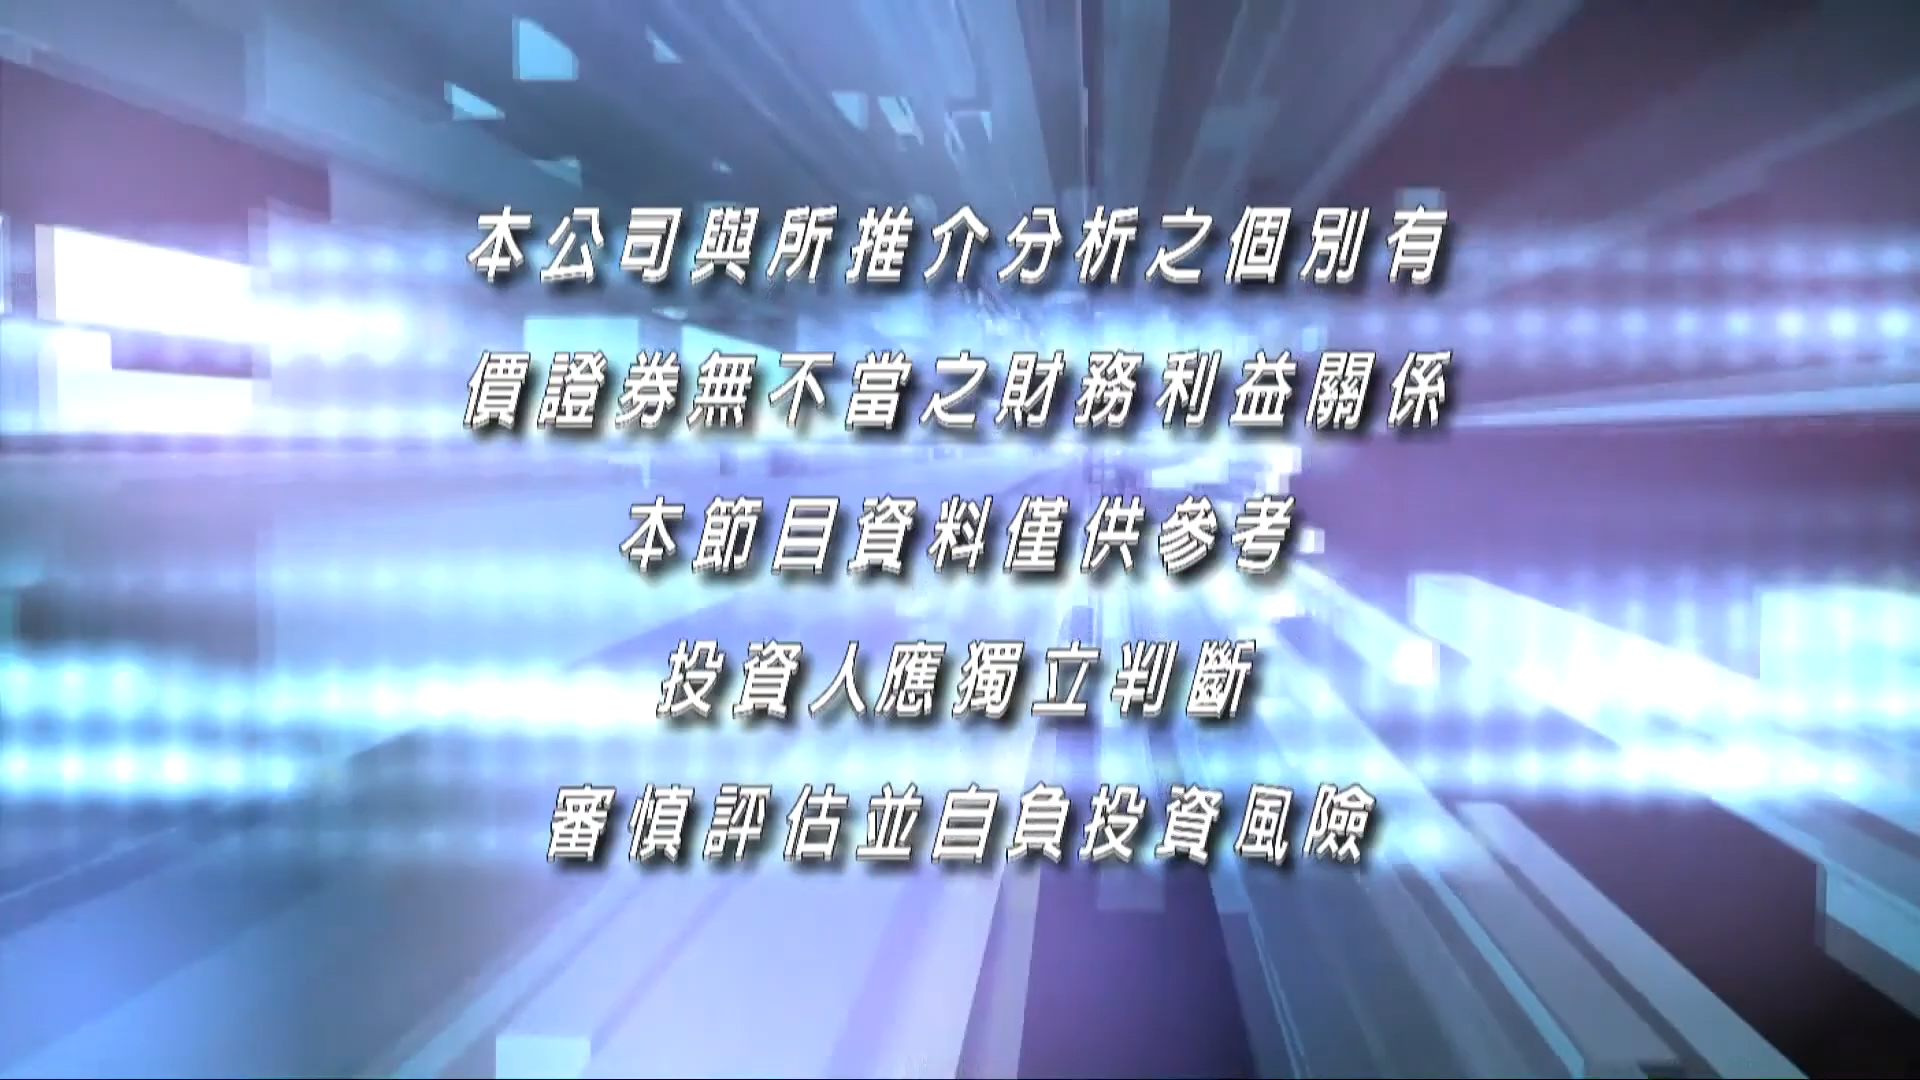 本公司與所推介分析之個別有
價證券無不當之財務利益關係
本節目資料僅供參考
投資人應獨立判斷
審慎評估並自負投資風險